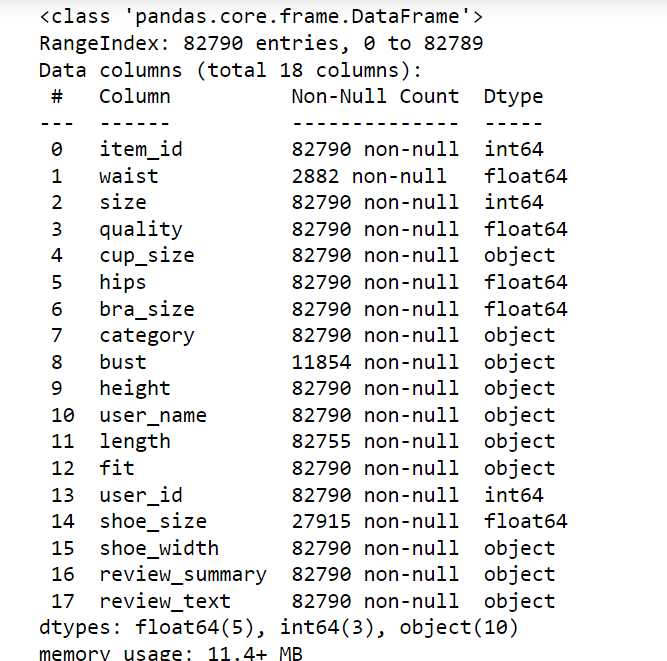 <class 'pandas.core.frame.DataFrame'>
RangeIndex: 82790 entries, 0 to 82789
Data columns (total 18 columns):
 #   Column          Non-Null Count  Dtype
---  ------          --------------  -----
 0   item_id         82790 non-null  int64
 1   waist           2882 non-null   float64
 2   size            82790 non-null  int64
 3   quality         82790 non-null  float64
 4   cup_size        82790 non-null  object
 5   hips            82790 non-null  float64
 6   bra_size        82790 non-null  float64
 7   category        82790 non-null  object
 8   bust            11854 non-null  object
 9   height          82790 non-null  object
 10  user_name       82790 non-null  object
 11  length          82755 non-null  object
 12  fit             82790 non-null  object
 13  user_id         82790 non-null  int64
 14  shoe_size       27915 non-null  float64
 15  shoe_width      82790 non-null  object
 16  review_summary  82790 non-null  object
 17  review_text     82790 non-null  object
dtypes: float64(5), int64(3), object(10)
memory usage: 11.4+ MB